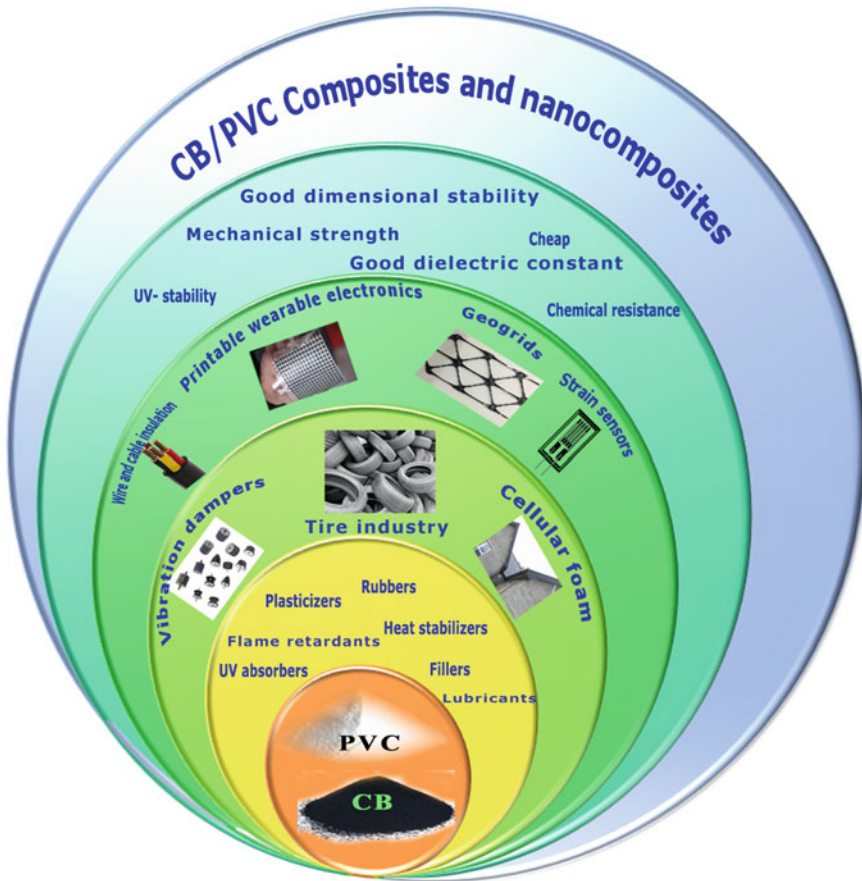 CB/PVC Composites and nanocomposites
Good dimensional stability
Mechanical strength
Cheap
Good dielectric constant
UV- stability
Chemical resistance
Printable wearable electronics
Geogrids
Strain sensors
Wire and cable insulation
Vibration dampers
Tire industry
Cellular foam
Rubbers
Plasticizers
Heat stabilizers
Flame retardants
UV absorbers
Fillers
Lubricants
PVC
CB